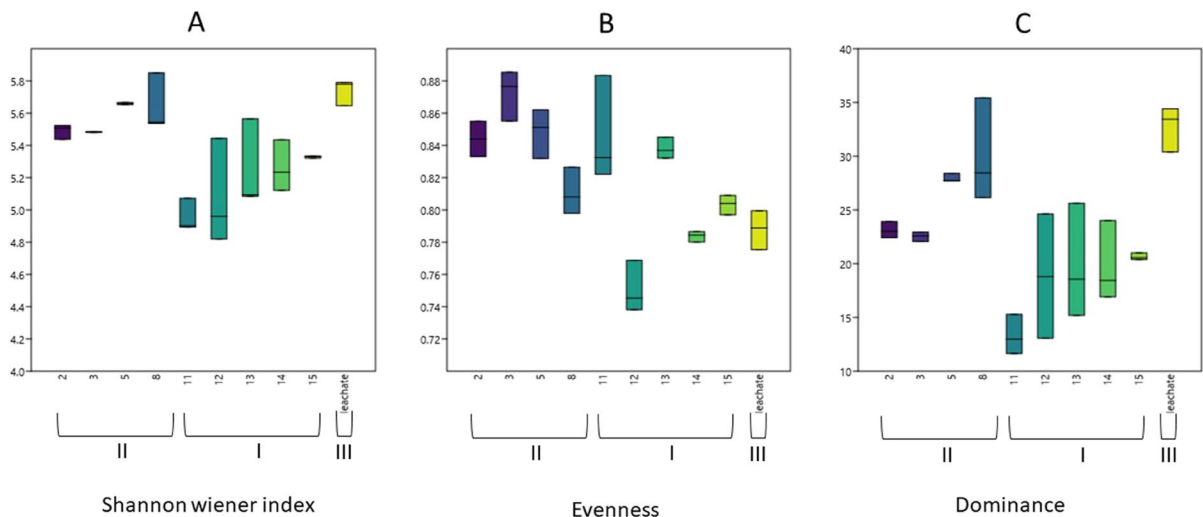 A
5.8
5.6
5.4
5.2
5.0
4.8
4.6
4.4
4.2
4.0
2
3
5
8
11
12
13
14
15
leachate
II
I
III
Shannon wiener index
B
0.88
0.86
0.84
0.82
0.80
0.78
0.76
0.74
0.72
2
3
5
8
11
12
13
14
15
leachate
II
I
III
Evenness
C
40
35
30
25
20
15
10
2
3
5
8
11
12
13
14
15
leachate
II
I
III
Dominance